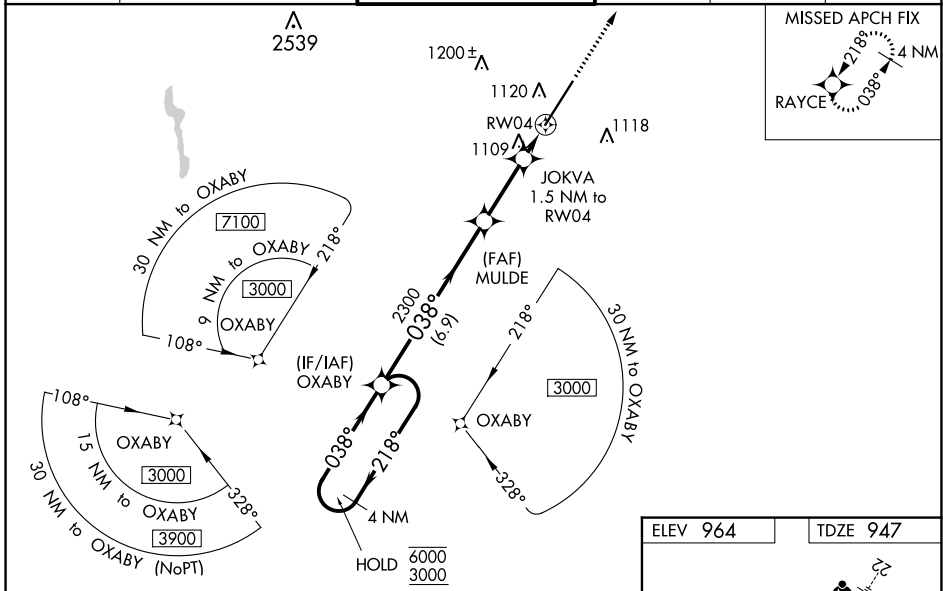 2539
1200±
1120
RW04
1109
1118
JOKVA
1.5 NM to
RW04
MISSED APCH FIX
218°
4 NM
038°
RAYCE
30 NM to OXABY
7100
218°
9 NM to OXABY
3000
OXABY
108°
(FAF)
MULDE
2300
038°
(6.9)
(IF/IAF)
OXABY
218°
30 NM to OXABY
3000
OXABY
328°
108°
OXABY
3000
15 NM to OXABY
328°
3900
30 NM to OXABY (NoPT)
038°
218°
4 NM
HOLD
6000
3000
ELEV 964
TDZE 947
22